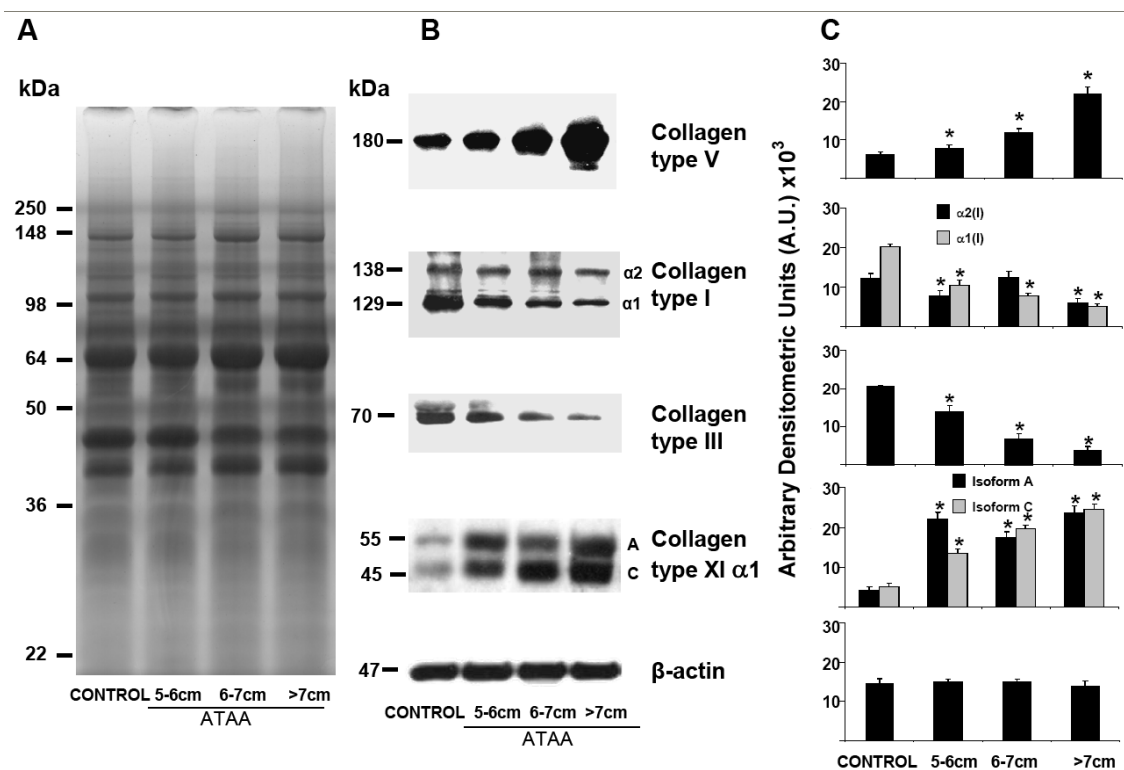 A
B
C
kDa
250
148
98
64
50
36
22
CONTROL 5-6cm 6-7cm >7cm
ATAA
kDa
180
Collagen
type V
138
α2
Collagen
129
α1
type I
70
Collagen
type III
55
A
Collagen
45
C
type XI α1
47
β-actin
CONTROL 5-6cm 6-7cm >7cm
ATAA
Arbitrary Densitometric Units (A.U.) x10³
30
20
10
* * *
30
20
10
α2(I)
α1(I)
* * * * *
30
20
10
* * *
30
20
10
Isoform A
Isoform C
* * * * * *
30
20
10
CONTROL 5-6cm 6-7cm >7cm